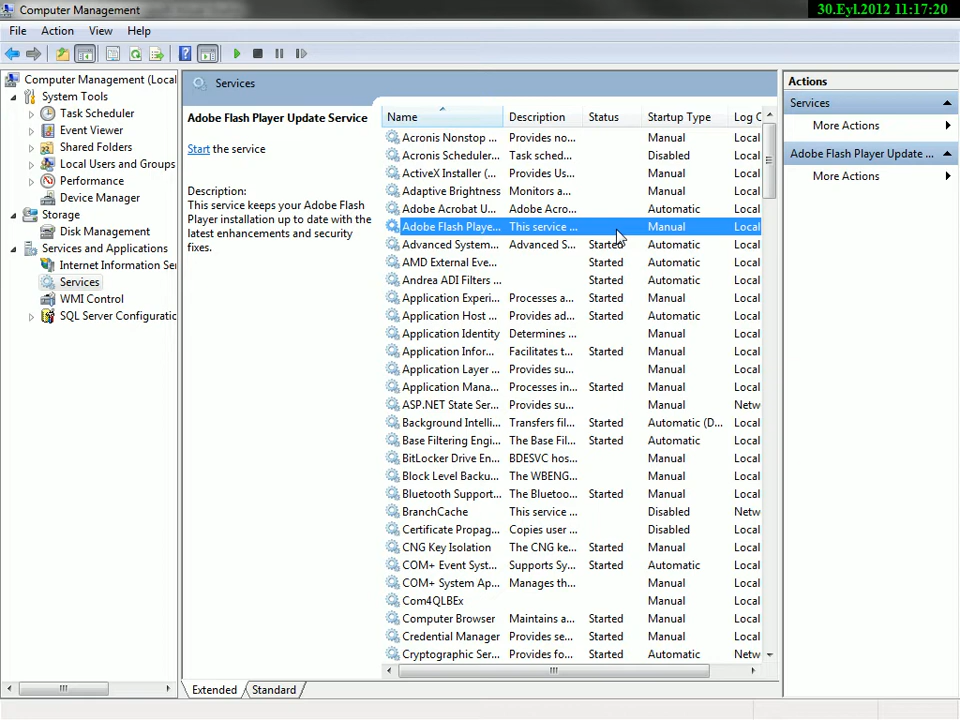 Computer Management
30.Eyl.2012 11:17:20
File Action View Help
Computer Management (Local
System Tools
Task Scheduler
Event Viewer
Shared Folders
Local Users and Groups
Performance
Device Manager
Storage
Disk Management
Services and Applications
Internet Information Se
Services
WMI Control
SQL Server Configuratio
Services
Adobe Flash Player Update Service
Start the service
Description:
This service keeps your Adobe Flash
Player installation up to date with the
latest enhancements and security
fixes.
Name Description Status Startup Type Log O
Acronis Nonstop ... Provides no... Manual Local
Acronis Scheduler... Task sched... Disabled Local
ActiveX Installer (... Provides Us... Manual Local
Adaptive Brightness Monitors a... Manual Local
Adobe Acrobat U... Adobe Acro... Automatic Local
Adobe Flash Playe... This service ... Manual Local
Advanced System... Advanced S... Started Automatic Local
AMD External Eve... Started Automatic Local
Andrea ADI Filters ... Started Automatic Local
Application Experi... Processes a... Started Manual Local
Application Host ... Provides ad... Started Automatic Local
Application Identity Determines ... Manual Local
Application Infor... Facilitates t... Started Manual Local
Application Layer ... Provides su... Manual Local
Application Mana... Processes in... Started Manual Local
ASP.NET State Ser... Provides su... Manual Netw
Background Intelli... Transfers fil... Started Automatic (D... Local
Base Filtering Engi... The Base Fil... Started Automatic Local
BitLocker Drive En... BDESVC hos... Manual Local
Block Level Backu... The WBENG... Manual Local
Bluetooth Support... The Bluetoo... Started Manual Local
BranchCache This service ... Disabled Netw
Certificate Propag... Copies user ... Disabled Local
CNG Key Isolation The CNG ke... Started Manual Local
COM+ Event Syst... Supports Sy... Started Automatic Local
COM+ System Ap... Manages th... Manual Local
Com4QLBEx Manual Local
Computer Browser Maintains a... Started Manual Local
Credential Manager Provides se... Started Manual Local
Cryptographic Ser... Provides fo... Started Automatic Netw
Extended Standard
Actions
Services
More Actions
Adobe Flash Player Update ...
More Actions